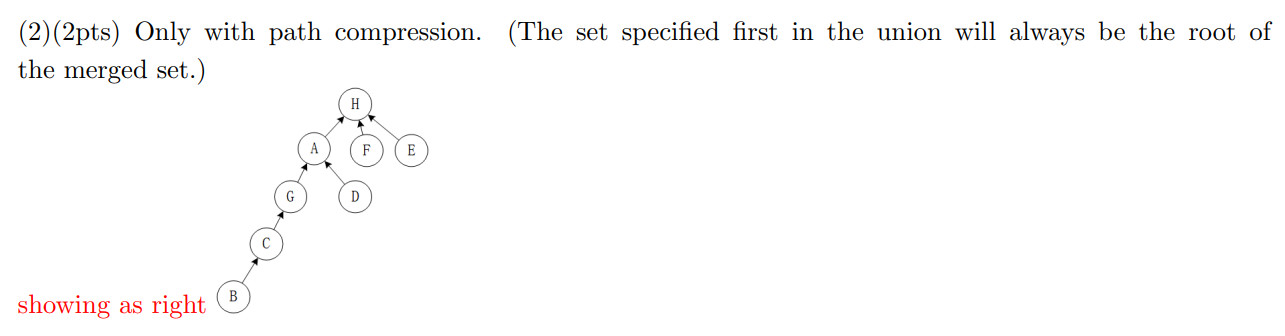 (2)(2pts) Only with path compression. (The set specified first in the union will always be the root of
the merged set.)
H
A F E
G D
C
B
showing as right